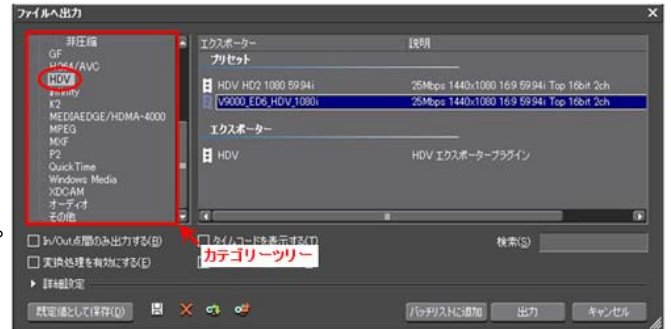 ファイルへ出力
×
非圧縮
GF
H264/AVC
HDV
Infinity
K2
MEDIAEDGE/HDMA-4000
MPEG
MXF
P2
QuickTime
Windows Media
XDCAM
オーディオ
その他
エクスポーター 説明
プリセット
HDV HD2 1080 59.94i 25Mbps 1440x1080 16:9 59.94i Top 16bit 2ch
V9000_ED6_HDV_1080i 25Mbps 1440x1080 16:9 59.94i Top 16bit 2ch
エクスポーター
HDV HDV エクスポータープラグイン
。
In/Out点間のみ出力する(B) タイムコードを表示する(T) 検索(S)
変換処理を有効にする(E) カテゴリーツリー
詳細設定
既定値として保存(D) バッチリストに追加 出力 キャンセル